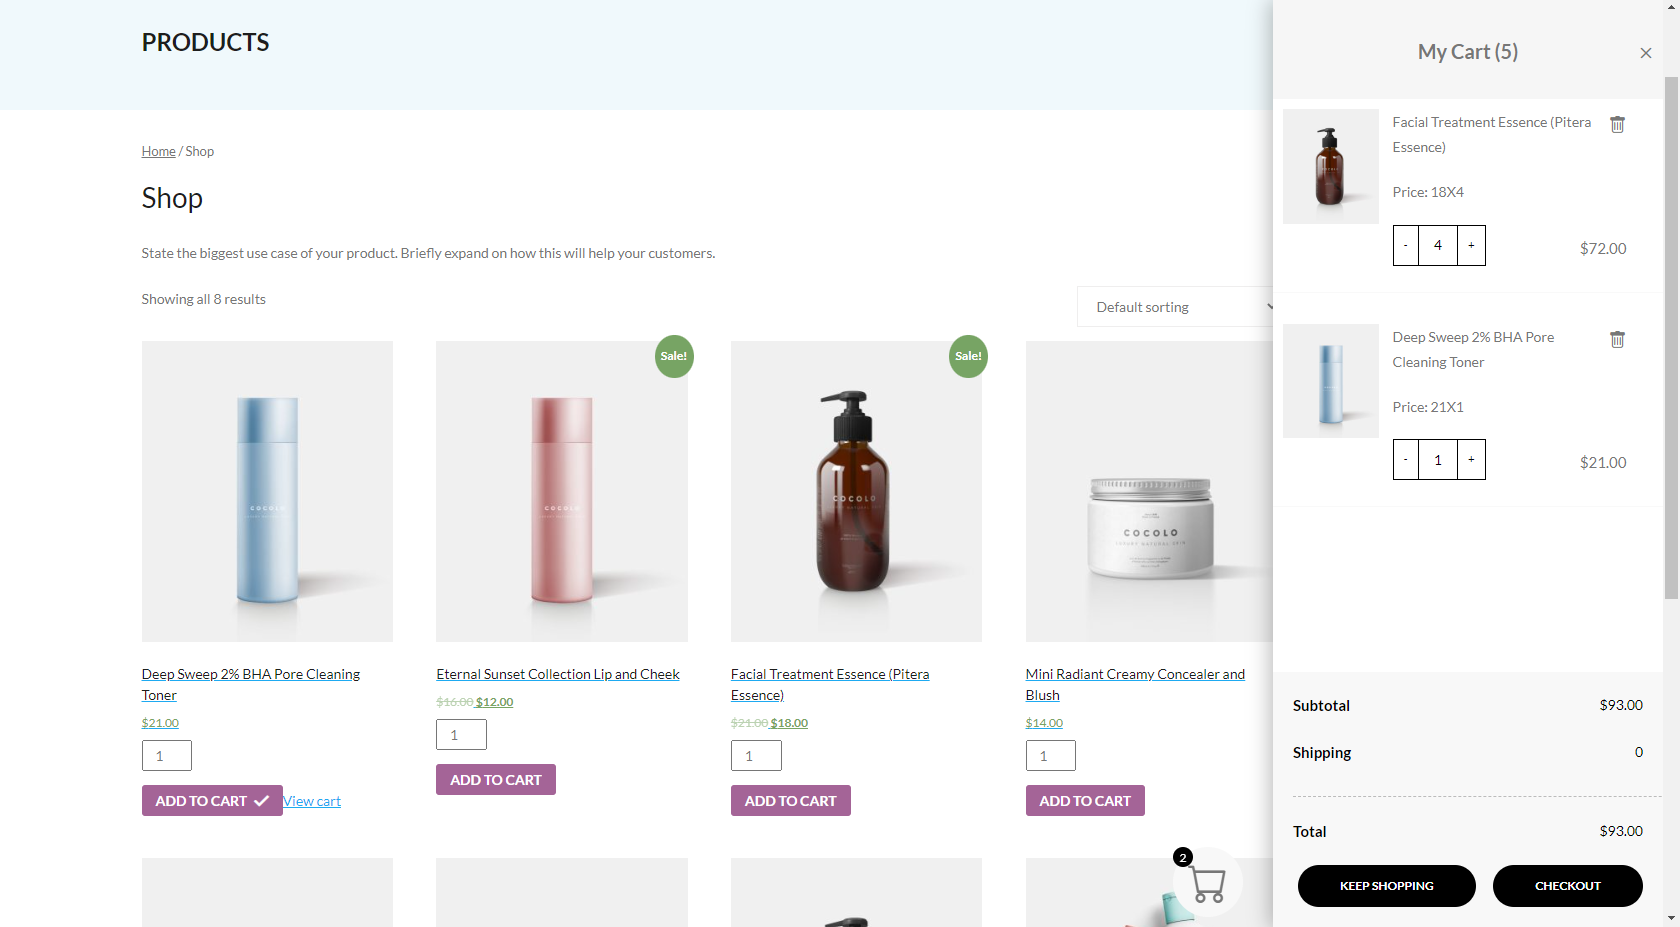 PRODUCTS
Home / Shop
Shop
State the biggest use case of your product. Briefly expand on how this will help your customers.
Showing all 8 results
Default sorting
Sale!
Sale!
COCOLO
COCOLO
COCOLO
COCOLO
LUXURY NATURAL SKIN
Deep Sweep 2% BHA Pore Cleaning
Toner
$21.00
1
ADD TO CART
View cart
Eternal Sunset Collection Lip and Cheek
$16.00 $12.00
1
ADD TO CART
Facial Treatment Essence (Pitera
Essence)
$21.00 $18.00
1
ADD TO CART
Mini Radiant Creamy Concealer and
Blush
$14.00
1
ADD TO CART
2
My Cart (5)
Facial Treatment Essence (Pitera
Essence)
Price: 18X4
- 4 +
$72.00
Deep Sweep 2% BHA Pore
Cleaning Toner
Price: 21X1
- 1 +
$21.00
Subtotal $93.00
Shipping 0
Total $93.00
KEEP SHOPPING
CHECKOUT